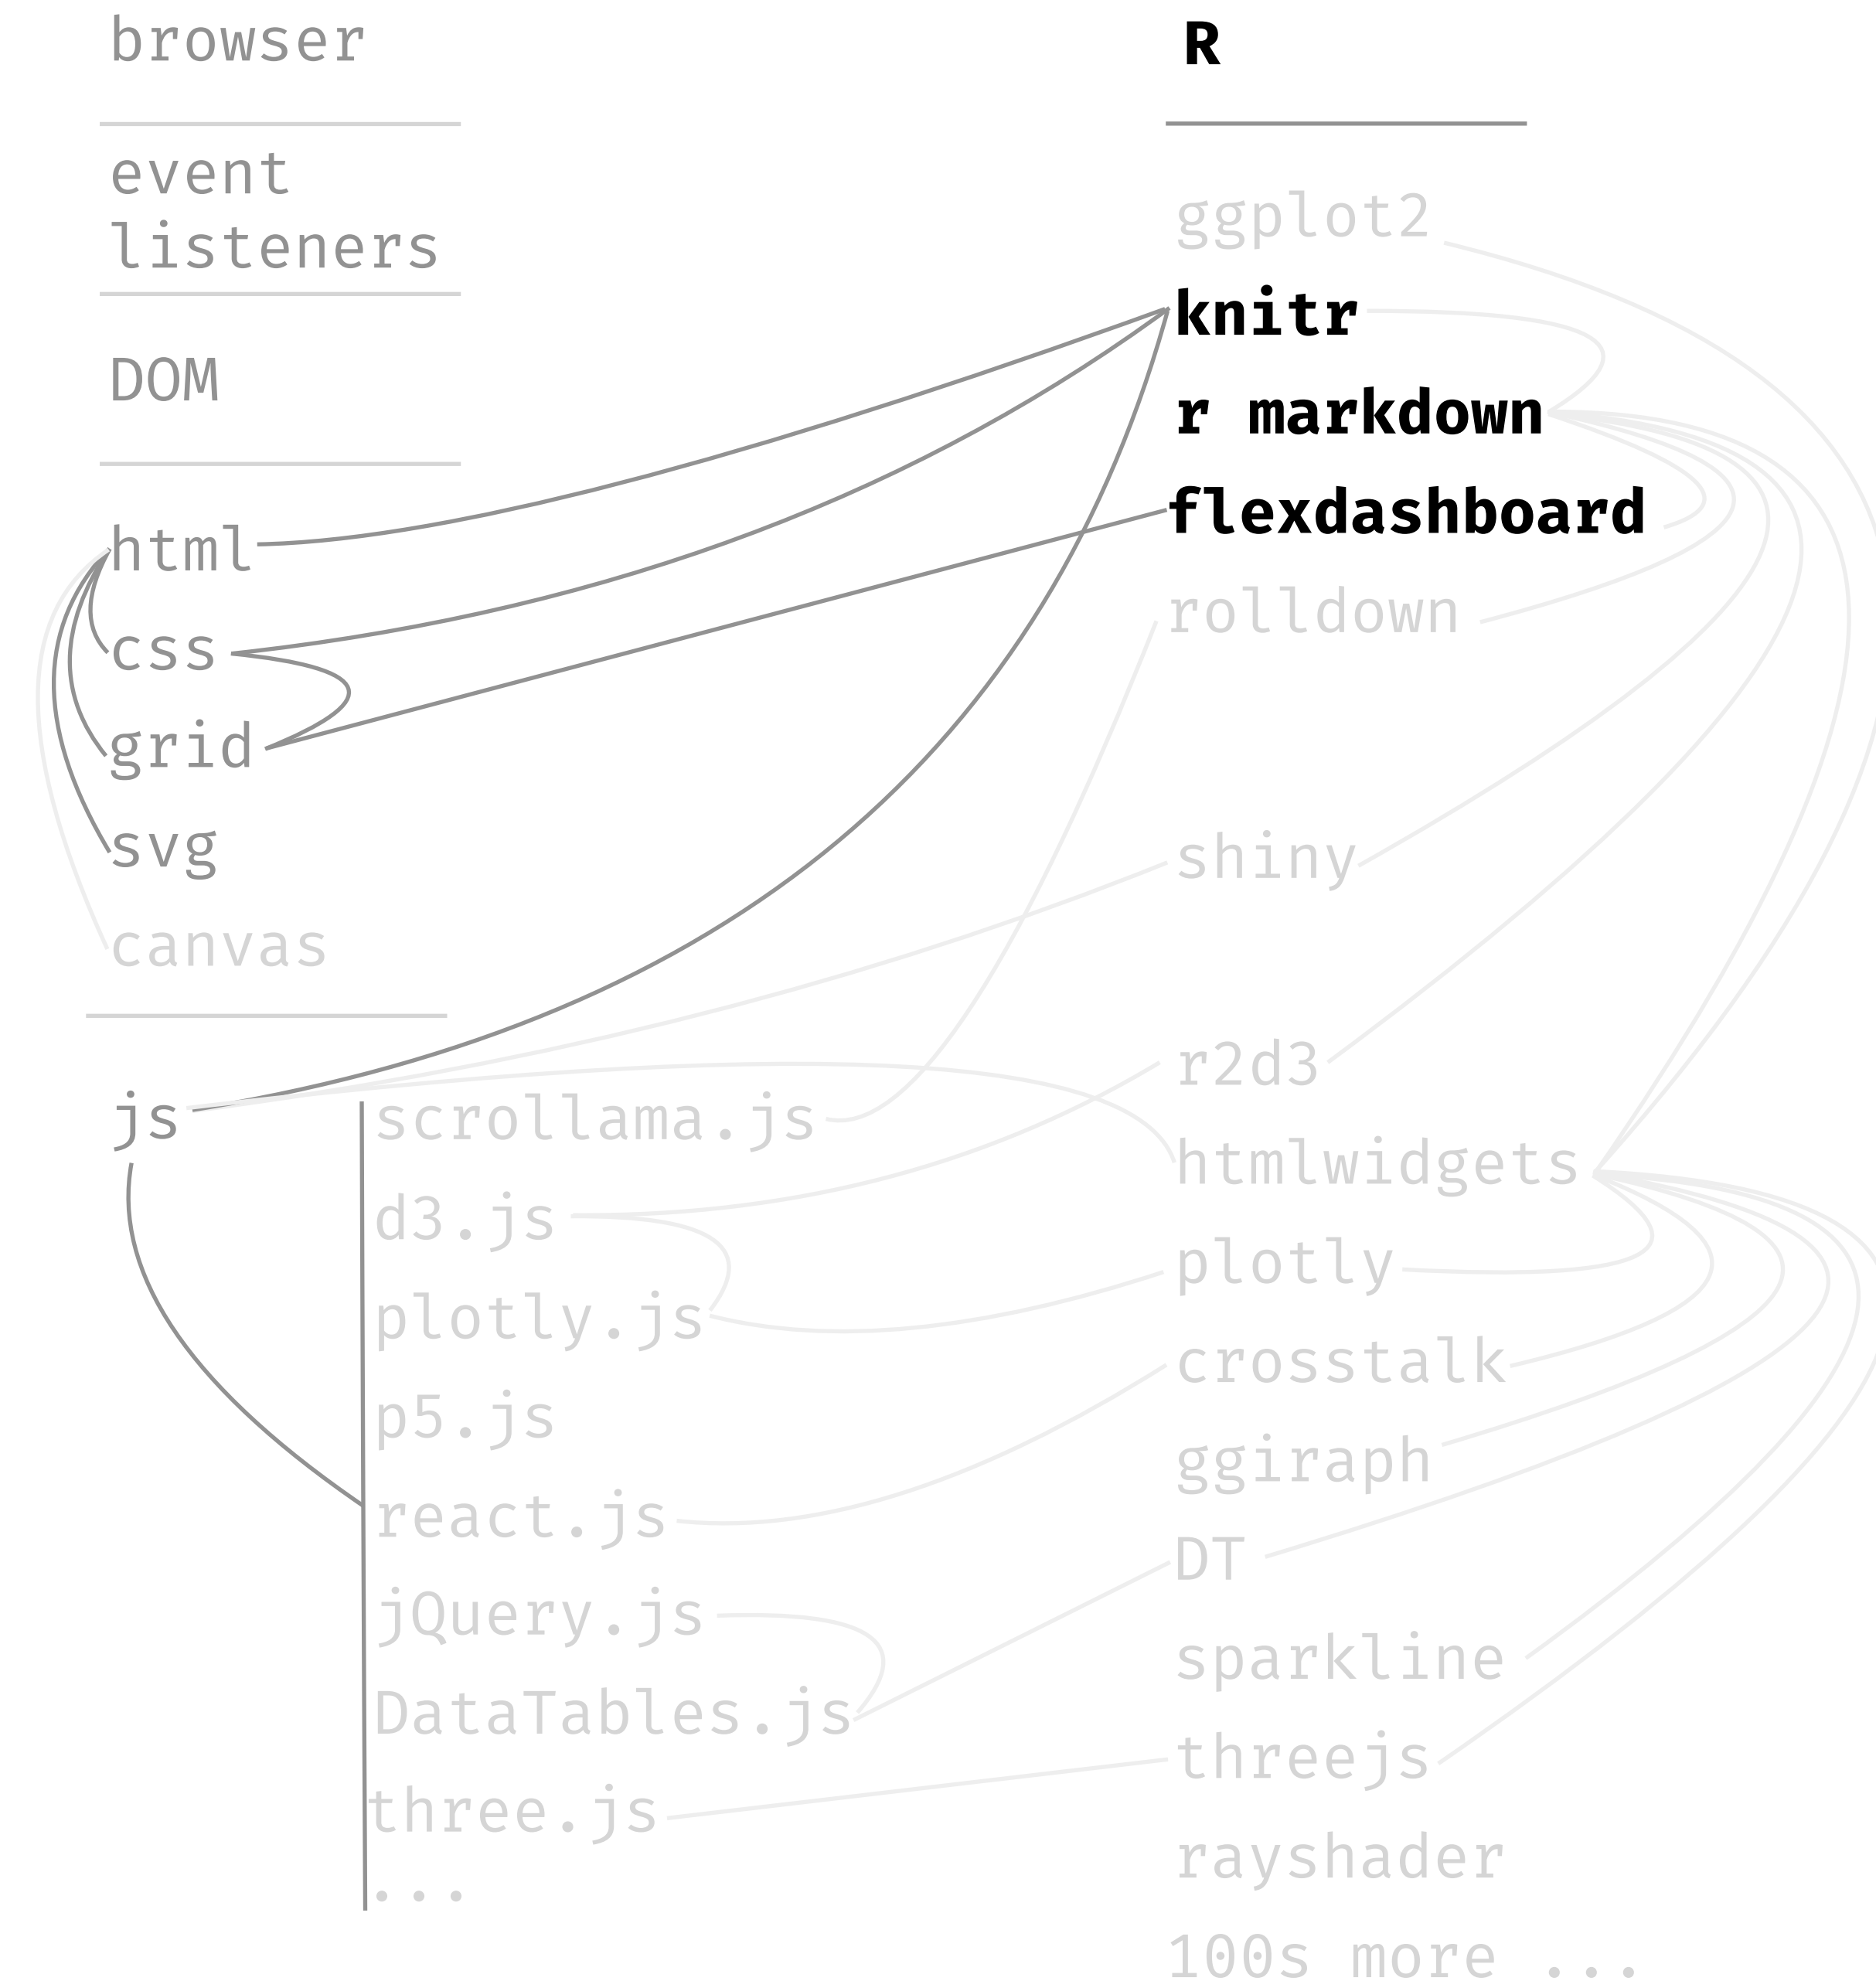 browser
event
listeners
DOM
html
css
grid
svg
canvas
js
scrollama.js
d3.js
plotly.js
p5.js
react.js
jQuery.js
DataTables.js
three.js
...
R
ggplot2
knitr
r markdown
flexdashboard
rolldown
shiny
r2d3
htmlwidgets
plotly
crosstalk
ggiraph
DT
sparkline
threejs
rayshader
100s more ...